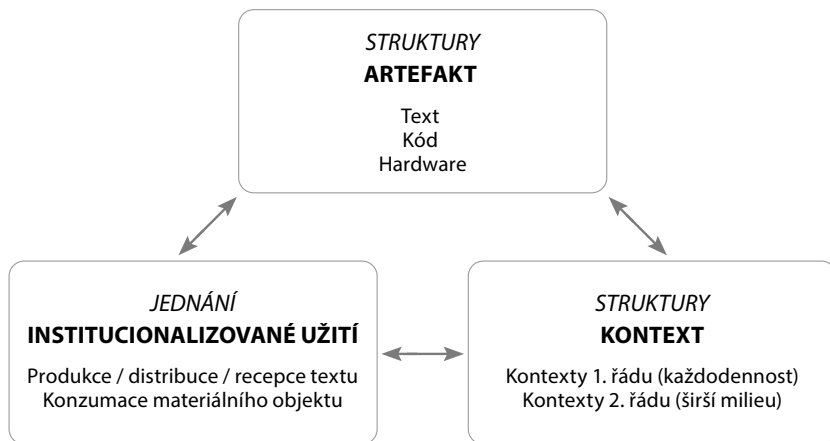 STRUKTURY
ARTEFAKT
Text
Kód
Hardware
JEDNÁNÍ
INSTITUCIONALIZOVANÉ UŽITÍ
Produkce / distribuce / recepce textu
Konzumace materiálního objektu
STRUKTURY
KONTEXT
Kontexty 1. řádu (každodennost)
Kontexty 2. řádu (širší milieu)